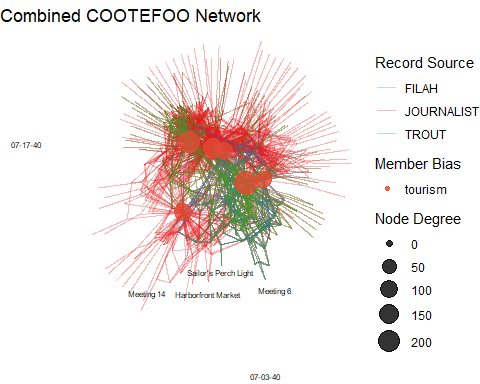 Combined COOTEFOO Network
07-17-40
Sailor's Perch Light
Meeting 14
Harborfront Market
Meeting 6
07-03-40
Record Source
FILAH
JOURNALIST
TROUT
Member Bias
tourism
Node Degree
0
50
100
150
200